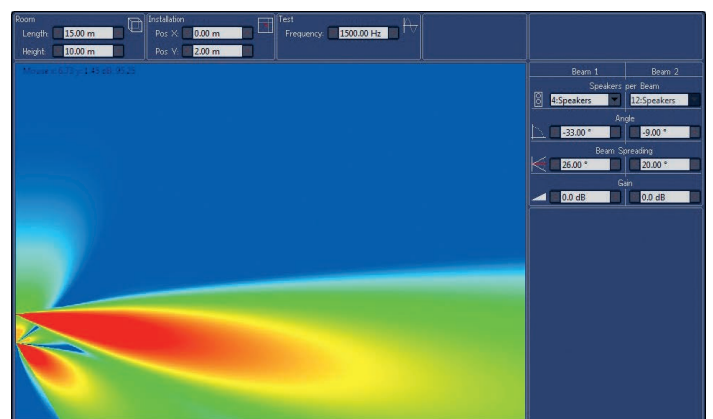 Room
Length: 15.00 m
Height: 10.00 m
Installation
Pos X: 0.00 m
Pos Y: 2.00 m
Test
Frequency: 1500.00 Hz
Beam 1 Beam 2
Speakers per Beam
4:Speakers 12:Speakers
Angle
-33.00 ° -9.00 °
Beam Spreading
26.00 ° 20.00 °
Gain
0.0 dB 0.0 dB